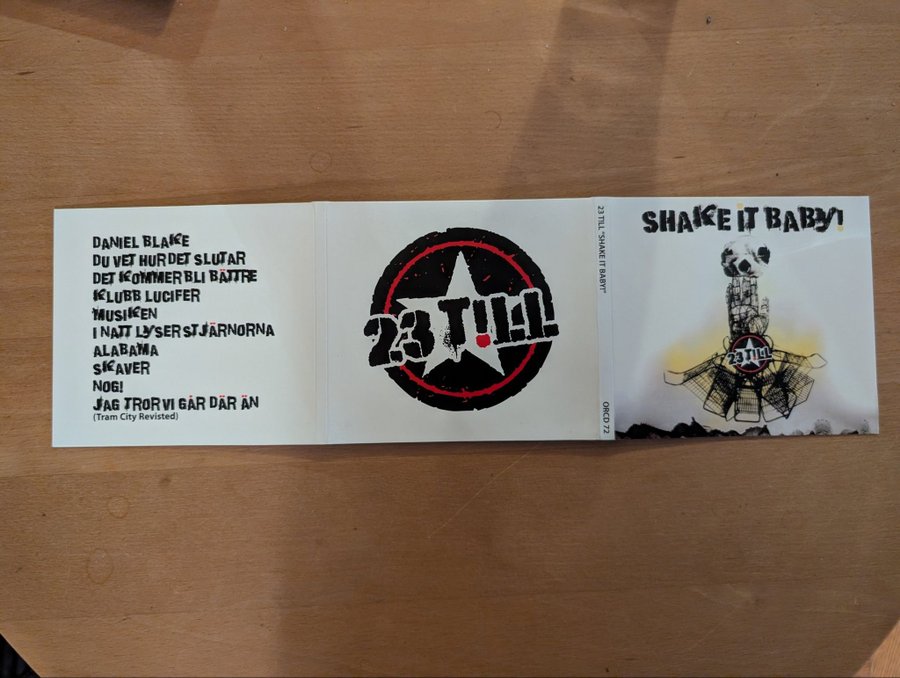 DANIEL BLAKE
DU VET HUR DET SLUTAR
DET KOMMER BLI BÄTTRE
KLUBB LUCIFER
MUSIKEN
I NATT LYSER STJÄRNORNA
ALABAMA
SKAVER
NOG!
JAG TROR VI GÅR DÄR ÄN
(Tram City Revisted)
23 T!LL
23 TILL "SHAKE IT BABY!"
ORCD 72
SHAKE iT BABY!
23 T!LL